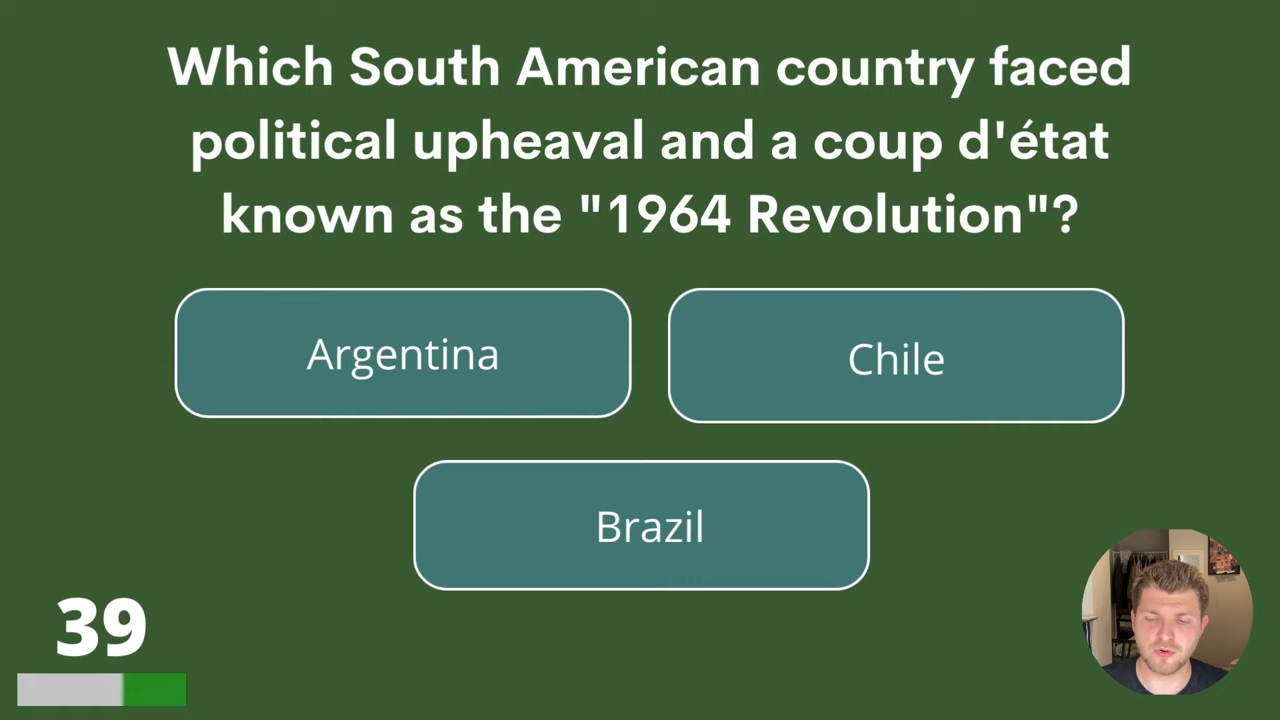 Which South American country faced
political upheaval and a coup d'état
known as the "1964 Revolution"?
Argentina
Chile
Brazil
39